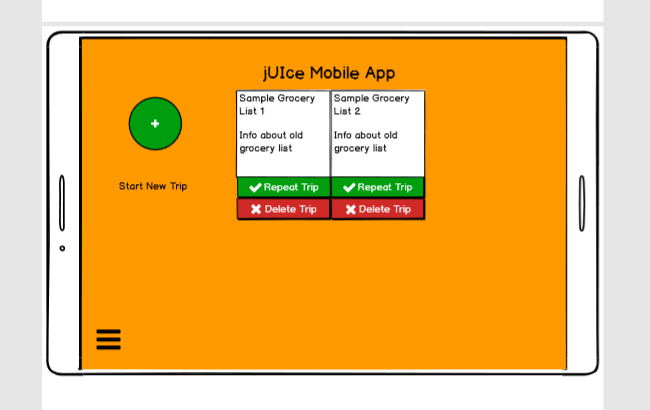 jUIce Mobile App
Start New Trip
Sample Grocery
List 1
Info about old
grocery list
Repeat Trip
Delete Trip
Sample Grocery
List 2
Info about old
grocery list
Repeat Trip
Delete Trip